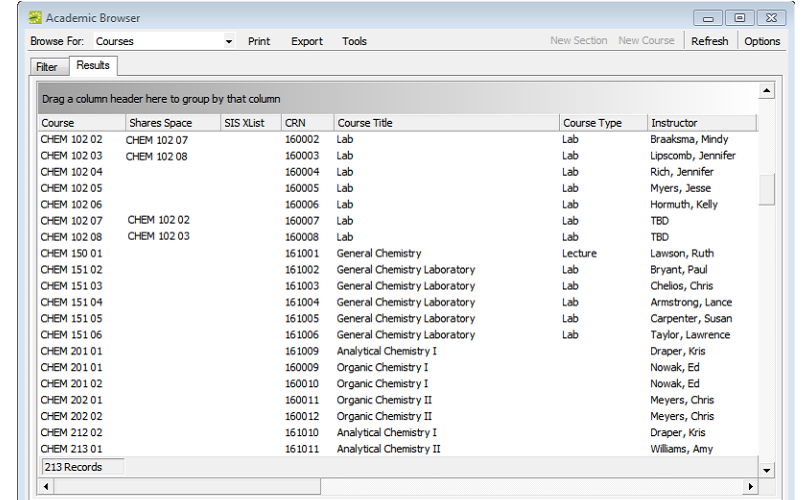 Academic Browser
Browse For: Courses Print Export Tools New Section New Course Refresh Options
Filter Results
Drag a column header here to group by that column
Course Shares Space SIS XList CRN Course Title Course Type Instructor
CHEM 102 02 CHEM 102 07 160002 Lab Lab Braaksma, Mindy
CHEM 102 03 CHEM 102 08 160003 Lab Lab Lipscomb, Jennifer
CHEM 102 04 160004 Lab Lab Rich, Jennifer
CHEM 102 05 160005 Lab Lab Myers, Jesse
CHEM 102 06 160006 Lab Lab Hormuth, Kelly
CHEM 102 07 CHEM 102 02 160007 Lab Lab TBD
CHEM 102 08 CHEM 102 03 160008 Lab Lab TBD
CHEM 150 01 161001 General Chemistry Lecture Lawson, Ruth
CHEM 151 02 161002 General Chemistry Laboratory Lab Bryant, Paul
CHEM 151 03 161003 General Chemistry Laboratory Lab Chelios, Chris
CHEM 151 04 161004 General Chemistry Laboratory Lab Armstrong, Lance
CHEM 151 05 161005 General Chemistry Laboratory Lab Carpenter, Susan
CHEM 151 06 161006 General Chemistry Laboratory Lab Taylor, Lawrence
CHEM 201 01 161009 Analytical Chemistry I Draper, Kris
CHEM 201 01 160009 Organic Chemistry I Nowak, Ed
CHEM 201 02 160010 Organic Chemistry I Nowak, Ed
CHEM 202 01 160011 Organic Chemistry II Meyers, Chris
CHEM 202 02 160012 Organic Chemistry II Meyers, Chris
CHEM 212 02 161010 Analytical Chemistry I Draper, Kris
CHEM 213 01 161011 Analytical Chemistry II Williams, Amy
213 Records